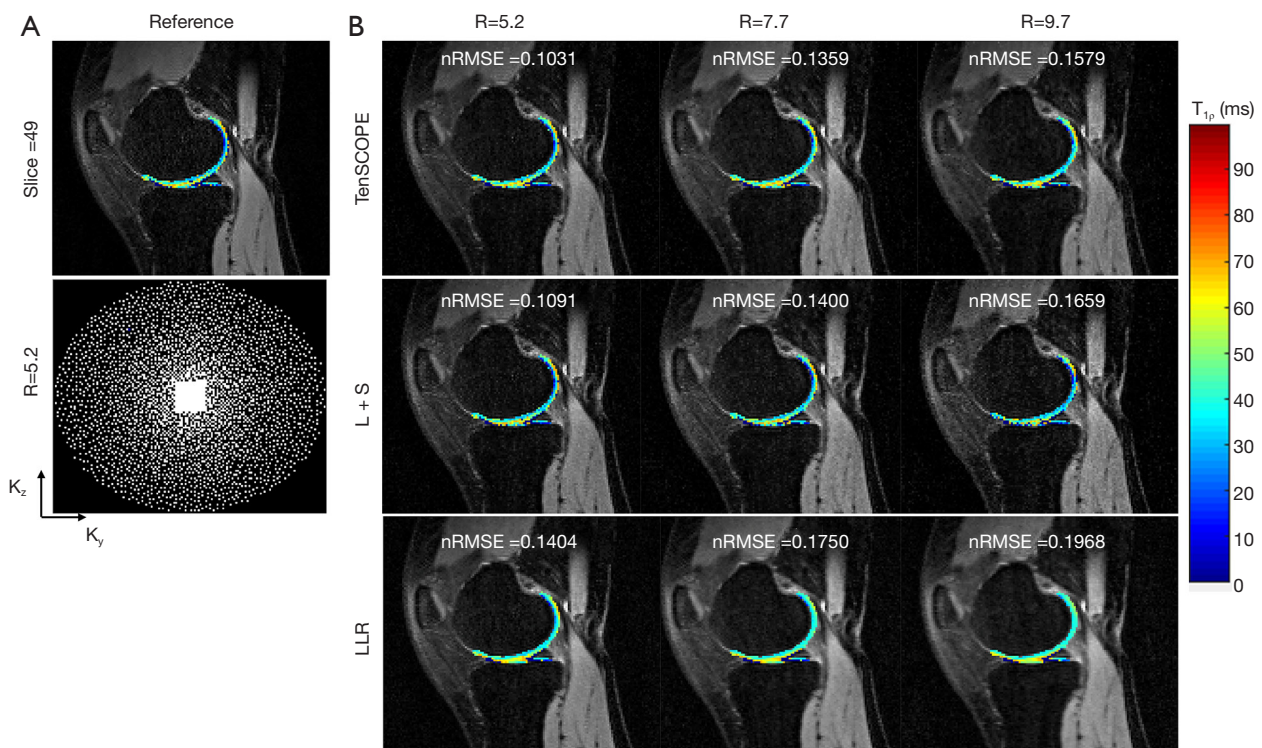 A
Reference
B
R=5.2
R=7.7
R=9.7
Slice =49
TenSCOPE
nRMSE =0.1031
nRMSE =0.1359
nRMSE =0.1579
T1ρ (ms)
90
80
70
60
50
40
30
20
10
0
R=5.2
Kz
Ky
L + S
nRMSE =0.1091
nRMSE =0.1400
nRMSE =0.1659
LLR
nRMSE =0.1404
nRMSE =0.1750
nRMSE =0.1968